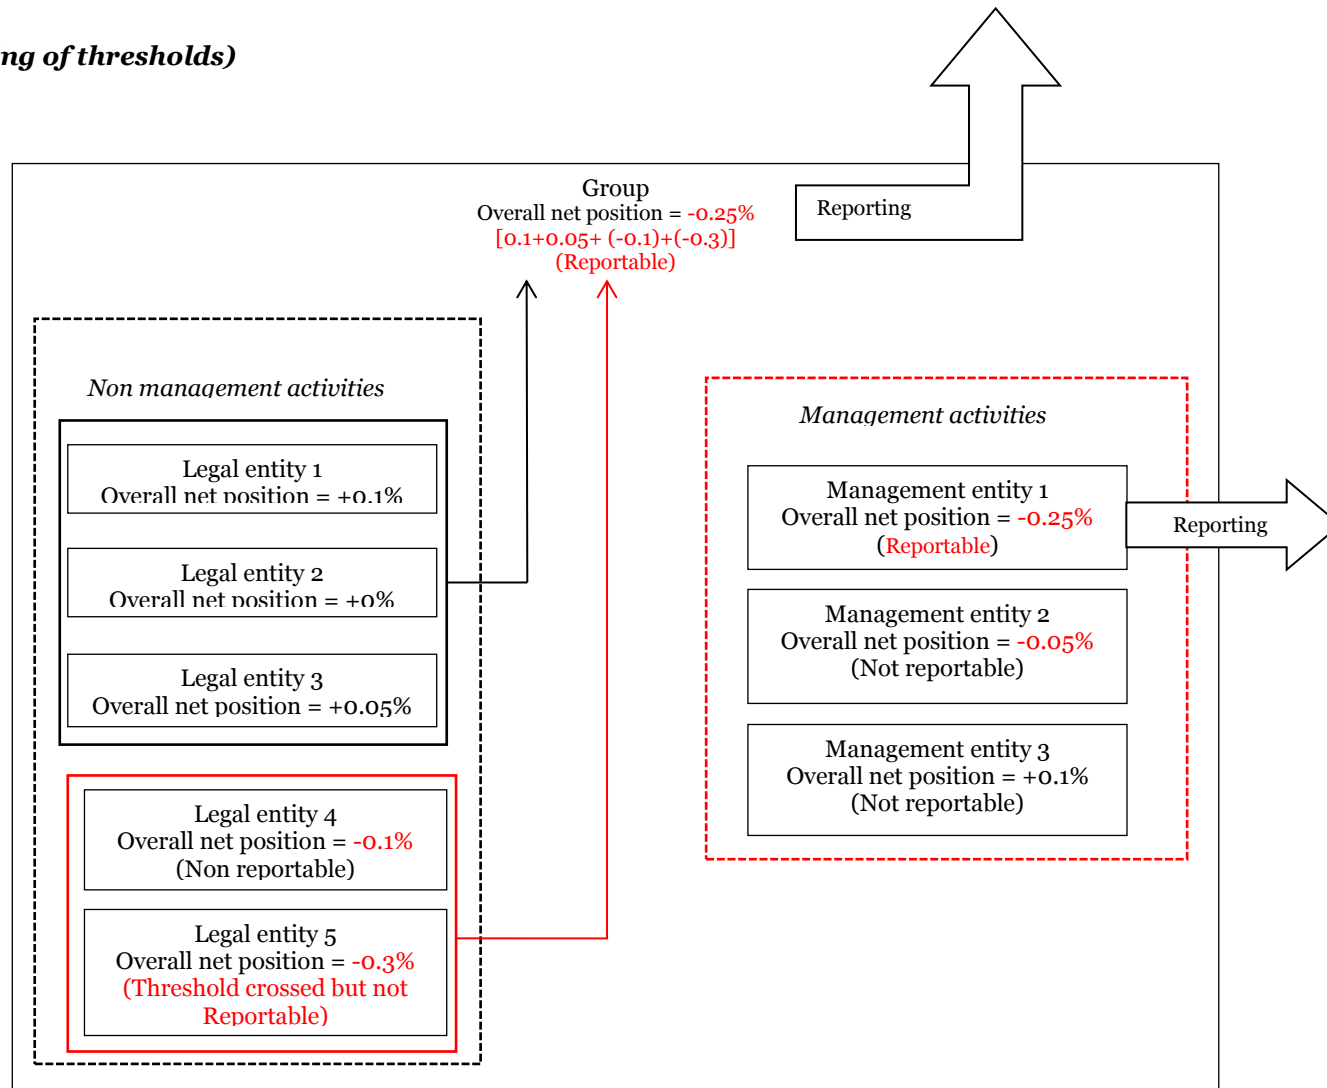 ng of thresholds)
Group
Overall net position = -0.25%
[0.1+0.05+ (-0.1)+(-0.3)]
(Reportable)
Reporting
Non management activities
Legal entity 1
Overall net position = +0.1%
Legal entity 2
Overall net position = +0%
Legal entity 3
Overall net position = +0.05%
Legal entity 4
Overall net position = -0.1%
(Non reportable)
Legal entity 5
Overall net position = -0.3%
(Threshold crossed but not
Reportable)
Management activities
Management entity 1
Overall net position = -0.25%
(Reportable)
Reporting
Management entity 2
Overall net position = -0.05%
(Not reportable)
Management entity 3
Overall net position = +0.1%
(Not reportable)